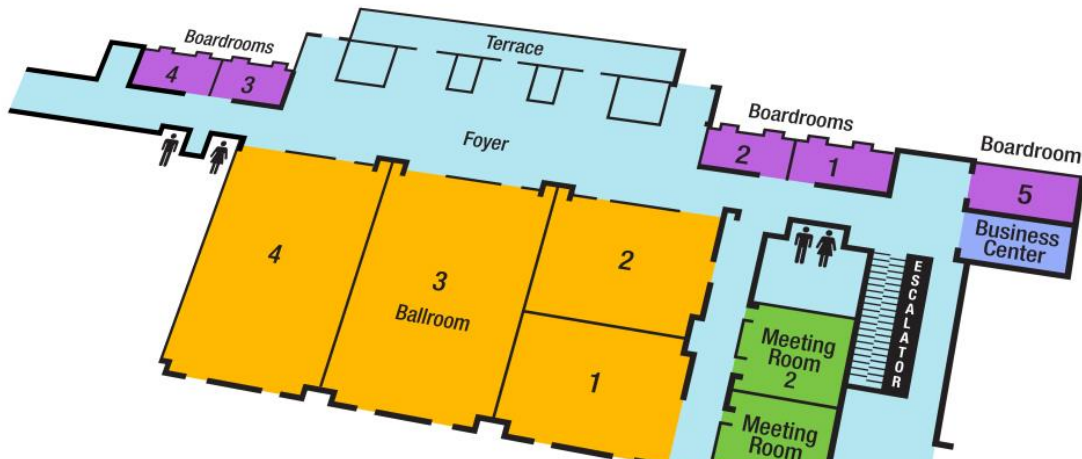 Boardrooms
4
3
Terrace
Foyer
Boardrooms
2
1
Boardroom
5
Business
Center
4
3
Ballroom
2
1
ESCALATOR
Meeting
Room
2
Meeting
Room